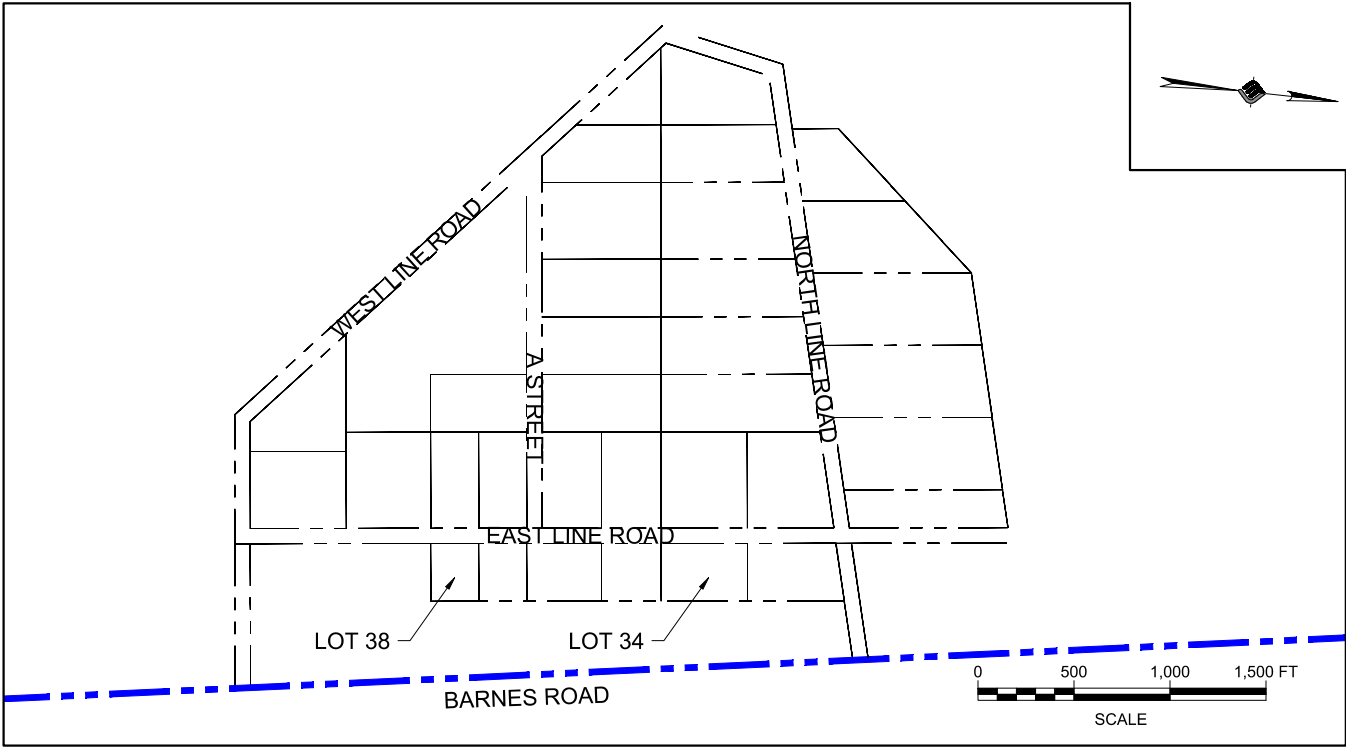 WEST LINE ROAD
NORTH LINE ROAD
A STREET
EAST LINE ROAD
LOT 38
LOT 34
BARNES ROAD
0 500 1,000 1,500 FT
SCALE